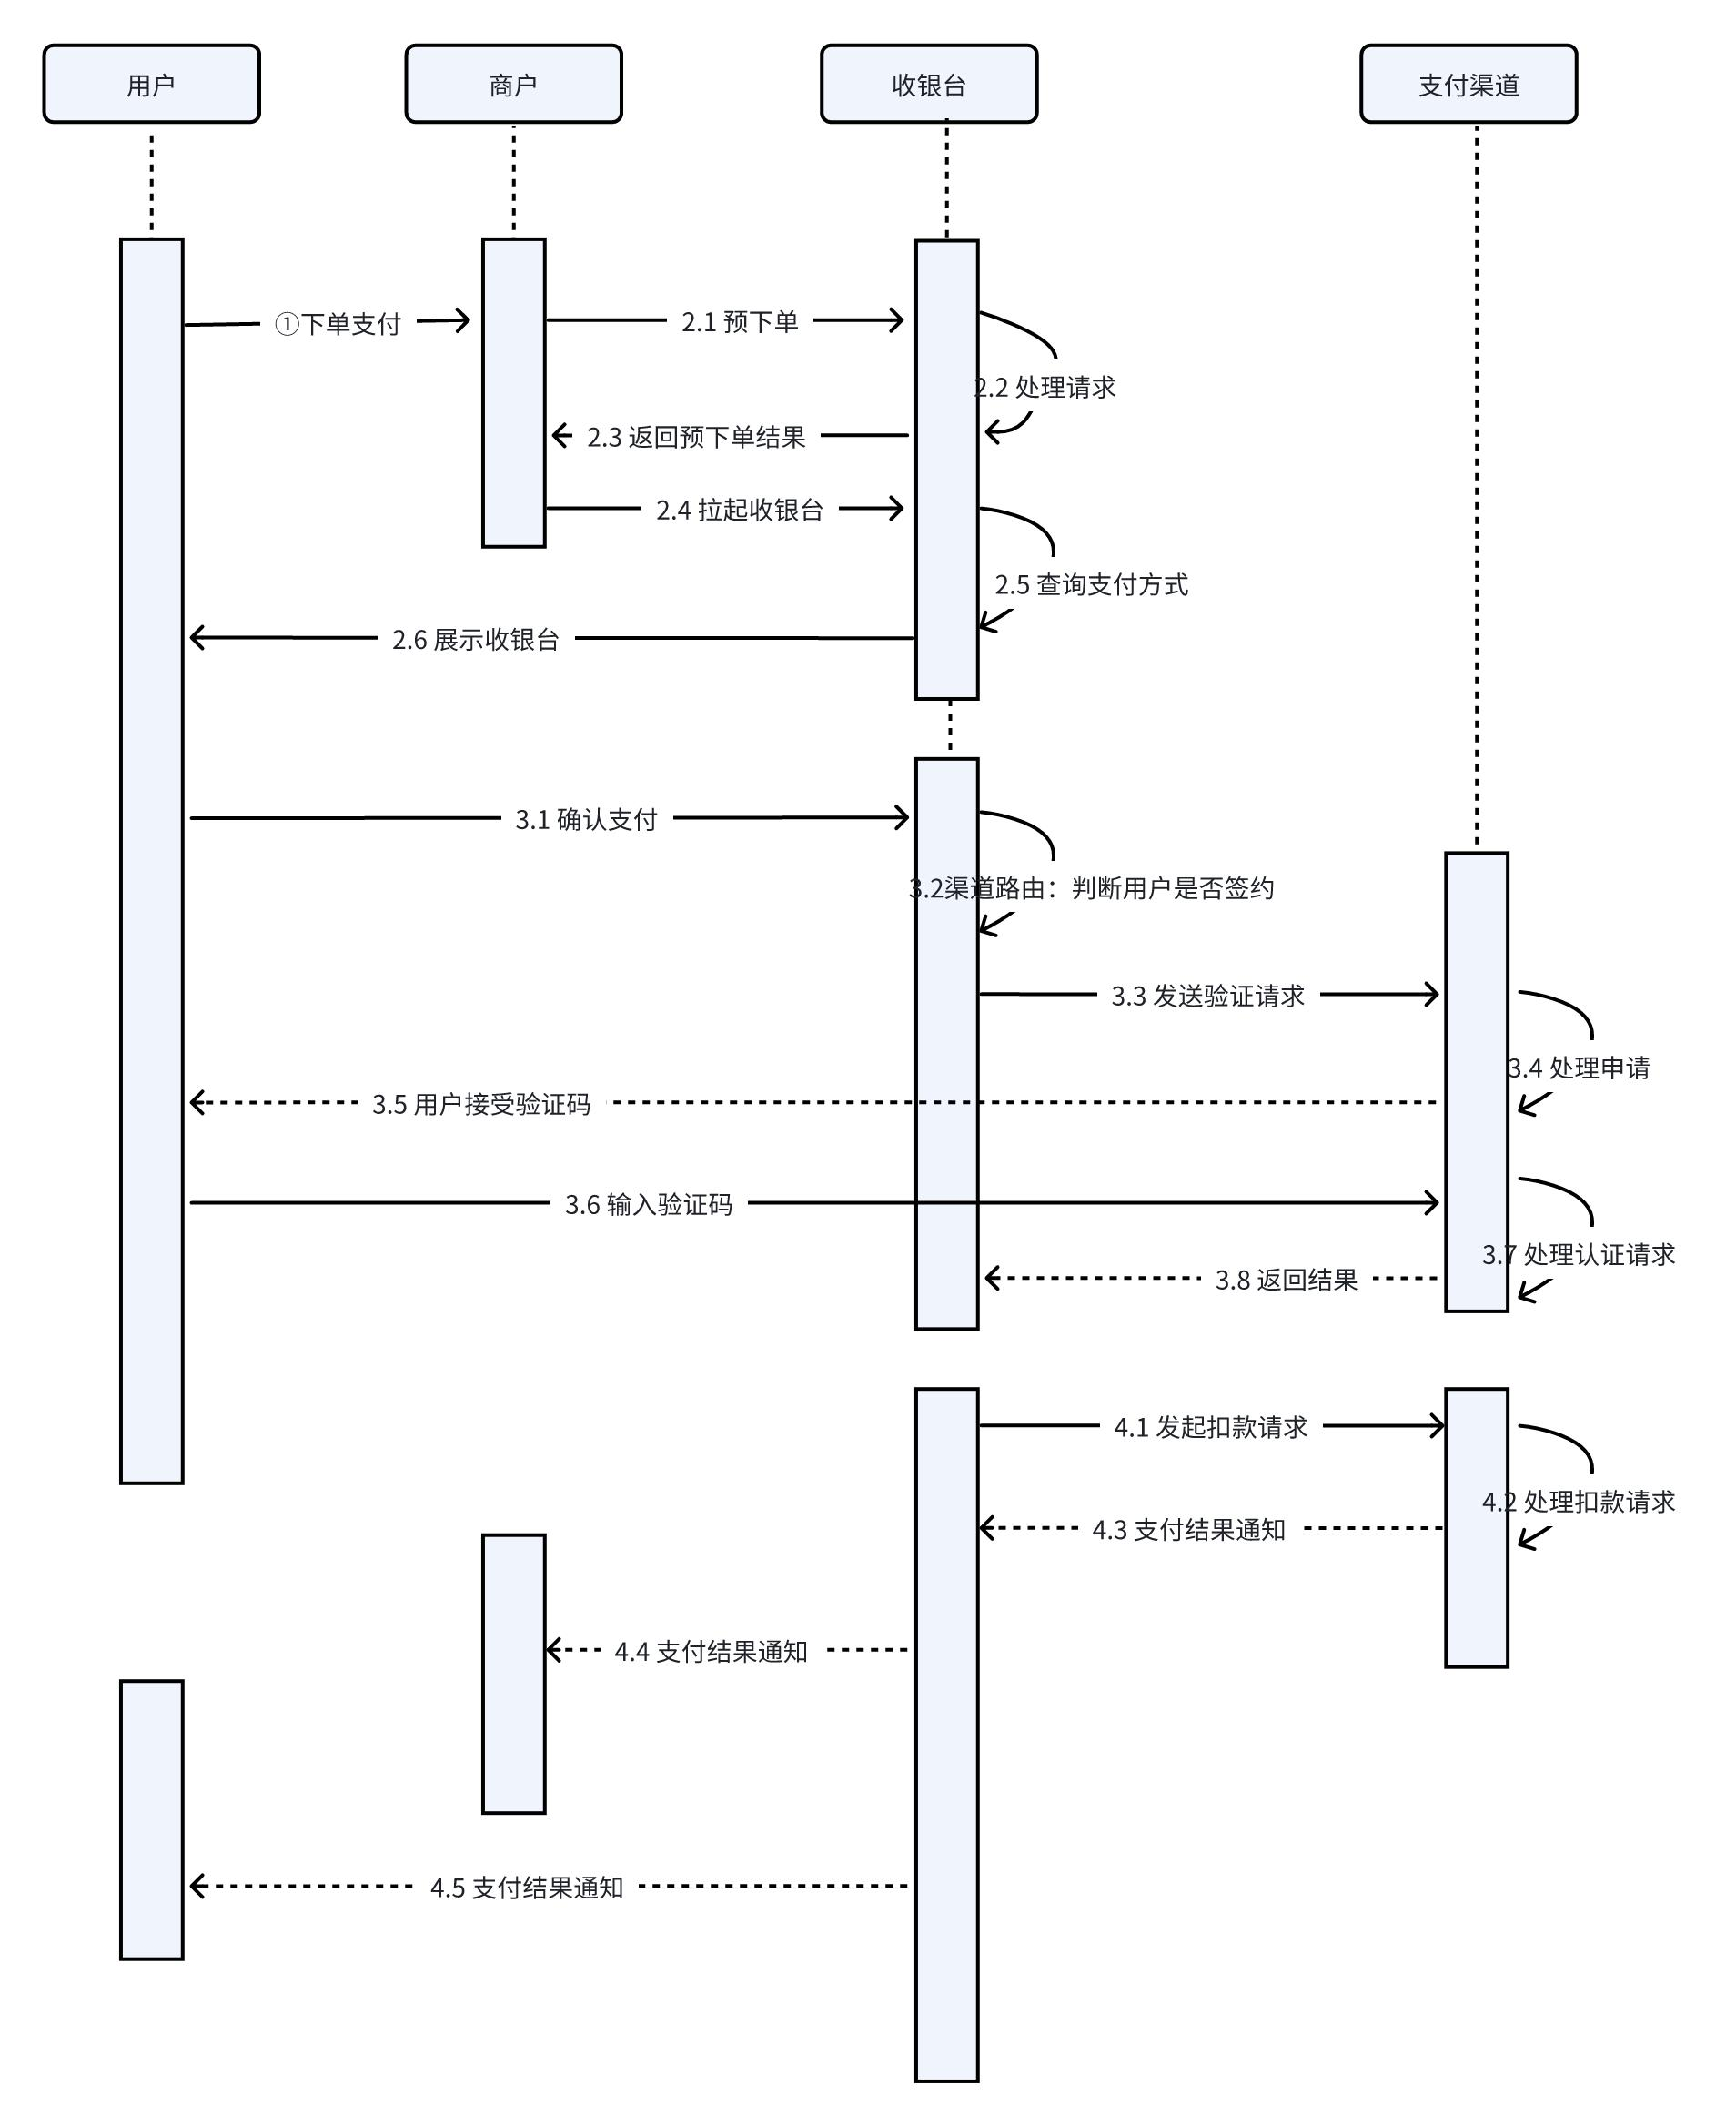 用户
商户
收银台
支付渠道
①下单支付
2.1 预下单
2.2 处理请求
2.3 返回预下单结果
2.4 拉起收银台
2.5 查询支付方式
2.6 展示收银台
3.1 确认支付
3.2渠道路由：判断用户是否签约
3.3 发送验证请求
3.4 处理申请
3.5 用户接受验证码
3.6 输入验证码
3.7 处理认证请求
3.8 返回结果
4.1 发起扣款请求
4.2 处理扣款请求
4.3 支付结果通知
4.4 支付结果通知
4.5 支付结果通知